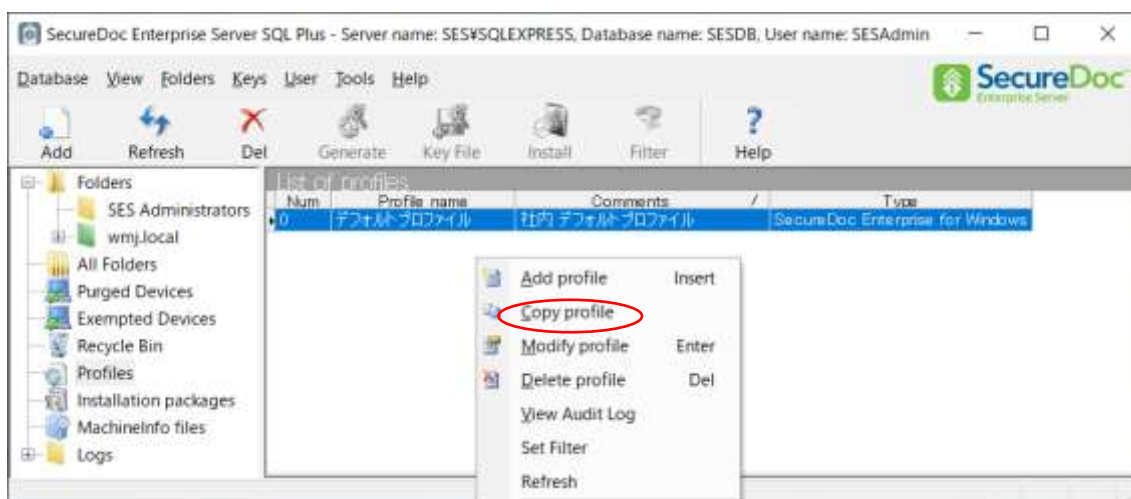 SecureDoc Enterprise Server SQL Plus - Server name: SES¥SQLEXPRESS, Database name: SESDB, User name: SESAdmin
Database View Folders Keys User Tools Help
SecureDoc
Enterprise Server
Add Refresh Del Generate Key File Install Filter Help
Folders
SES Administrators
wmj.local
All Folders
Purged Devices
Exempted Devices
Recycle Bin
Profiles
Installation packages
MachineInfo files
Logs
List of profiles
Num Profile name Comments / Type
0 デフォルトプロファイル 社内 デフォルトプロファイル SecureDoc Enterprise for Windows
Add profile Insert
Copy profile
Modify profile Enter
Delete profile Del
View Audit Log
Set Filter
Refresh